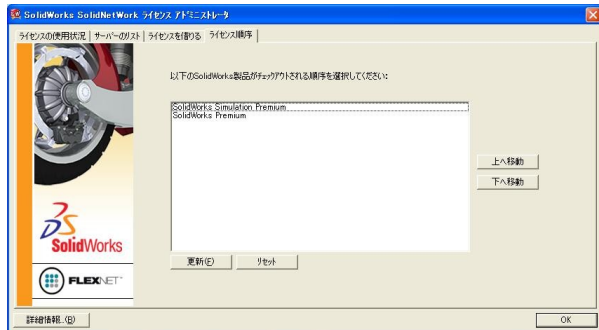 SolidWorks SolidNetWork ライセンス アドミニストレータ
ライセンスの使用状況 サーバーのリスト ライセンスを借りる ライセンス順序
以下のSolidWorks製品がチェックアウトされる順序を選択してください:
SolidWorks Simulation Premium
SolidWorks Premium
上へ移動
下へ移動
更新(F) リセット
SolidWorks
FLEXNET
詳細情報..(B) OK